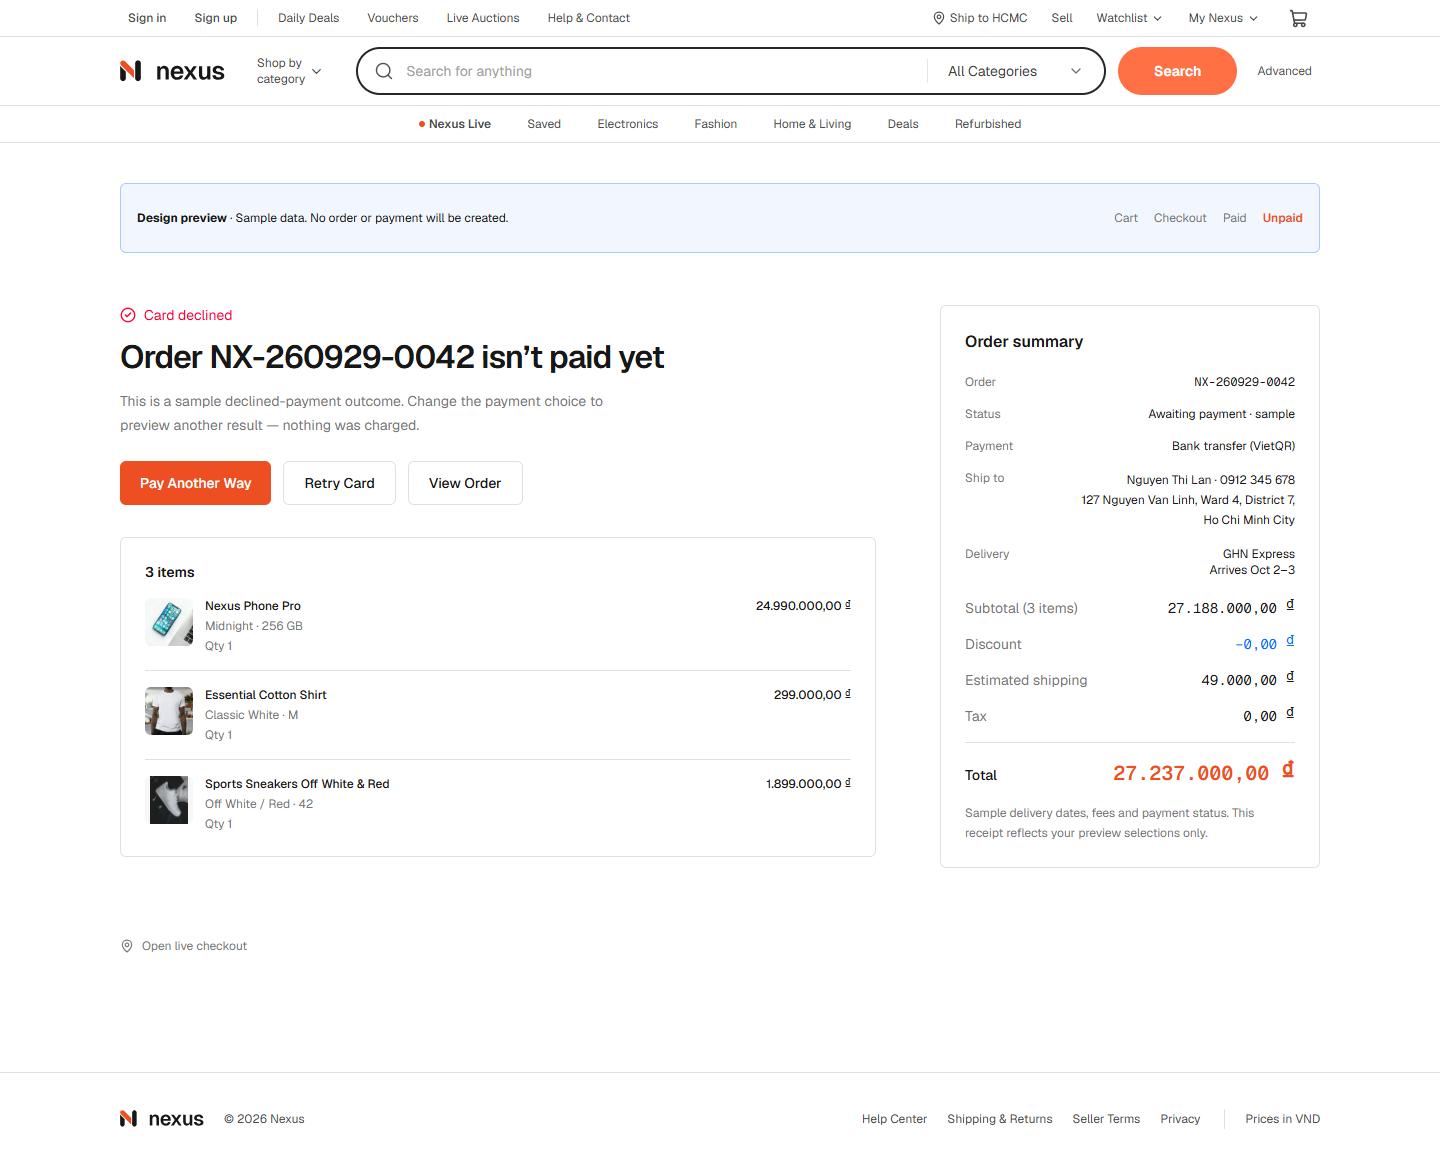 Sign in
Sign up
Daily Deals
Vouchers
Live Auctions
Help & Contact
Ship to HCMC
Sell
Watchlist
My Nexus
nexus
Shop by
category
Search for anything
All Categories
Search
Advanced
Nexus Live
Saved
Electronics
Fashion
Home & Living
Deals
Refurbished
Design preview · Sample data. No order or payment will be created.
Cart
Checkout
Paid
Unpaid
Card declined
Order NX-260929-0042 isn’t paid yet
This is a sample declined-payment outcome. Change the payment choice to
preview another result — nothing was charged.
Pay Another Way
Retry Card
View Order
3 items
Nexus Phone Pro
24.990.000,00 ₫
Midnight · 256 GB
Qty 1
Essential Cotton Shirt
299.000,00 ₫
Classic White · M
Qty 1
Sports Sneakers Off White & Red
1.899.000,00 ₫
Off White / Red · 42
Qty 1
Order summary
Order
NX-260929-0042
Status
Awaiting payment · sample
Payment
Bank transfer (VietQR)
Ship to
Nguyen Thi Lan · 0912 345 678
127 Nguyen Van Linh, Ward 4, District 7,
Ho Chi Minh City
Delivery
GHN Express
Arrives Oct 2–3
Subtotal (3 items)
27.188.000,00 ₫
Discount
−0,00 ₫
Estimated shipping
49.000,00 ₫
Tax
0,00 ₫
Total
27.237.000,00 ₫
Sample delivery dates, fees and payment status. This
receipt reflects your preview selections only.
Open live checkout
nexus
© 2026 Nexus
Help Center
Shipping & Returns
Seller Terms
Privacy
Prices in VND